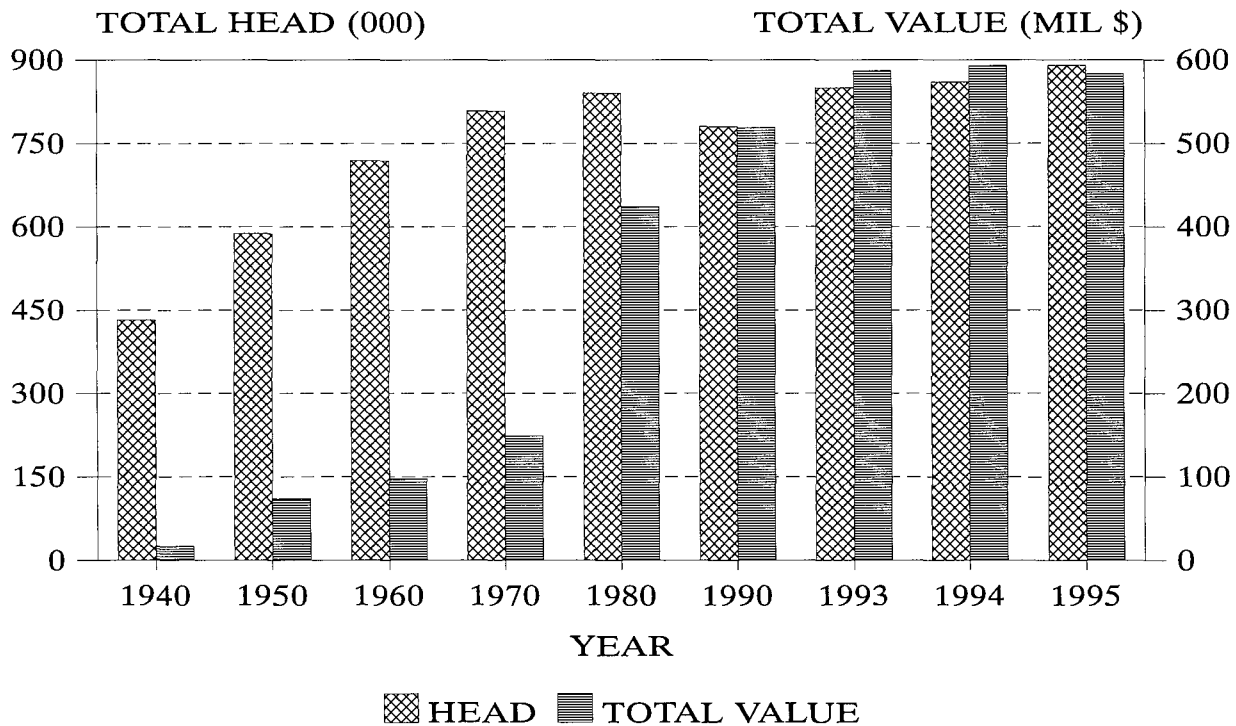 TOTAL HEAD (000) TOTAL VALUE (MIL $)
900 600
750 500
600 400
450 300
300 200
150 100
0 0
1940 1950 1960 1970 1980 1990 1993 1994 1995
YEAR
HEAD TOTAL VALUE